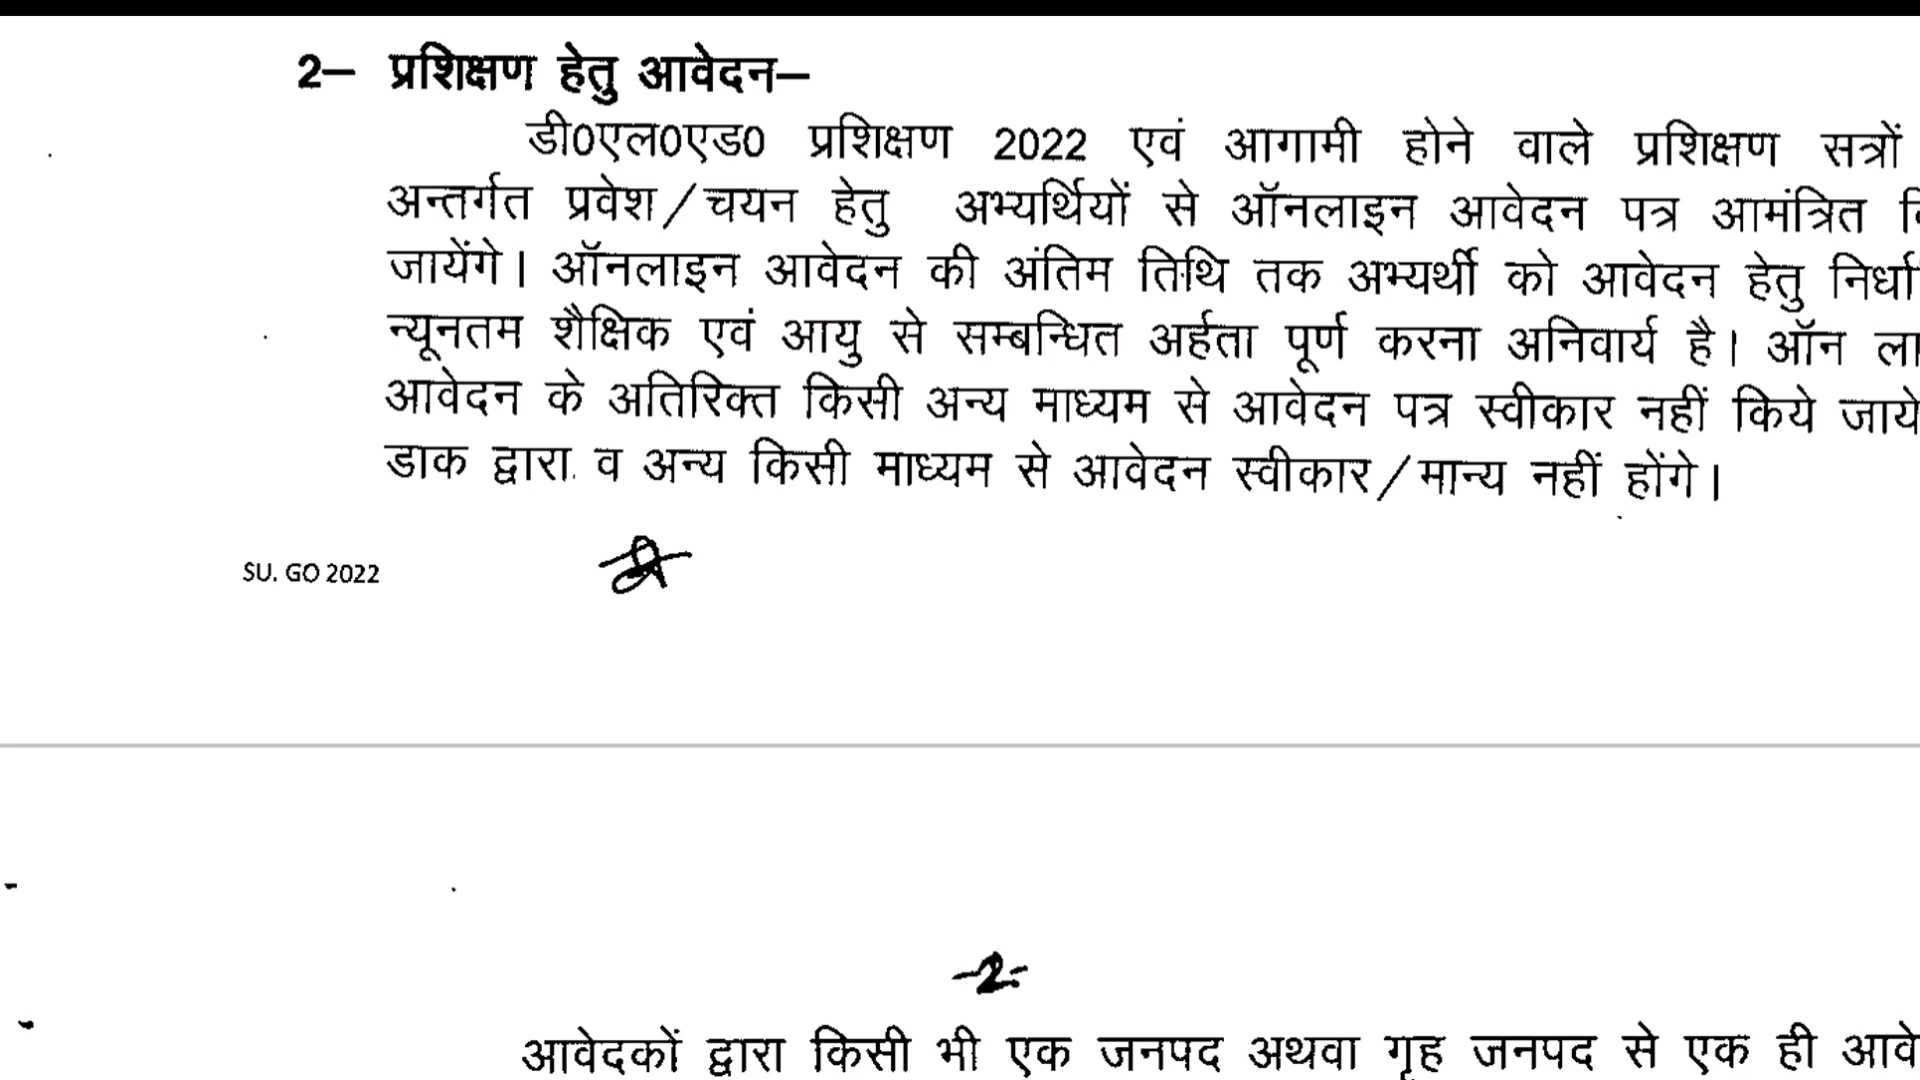 2– प्रशिक्षण हेतु आवेदन–
डी0एल0एड0 प्रशिक्षण 2022 एवं आगामी होने वाले प्रशिक्षण सत्रों
अन्तर्गत प्रवेश/चयन हेतु अभ्यर्थियों से ऑनलाइन आवेदन पत्र आमंत्रित
जायेंगे। ऑनलाइन आवेदन की अंतिम तिथि तक अभ्यर्थी को आवेदन हेतु
न्यूनतम शैक्षिक एवं आयु से सम्बन्धित अर्हता पूर्ण करना अनिवार्य है। ऑन
आवेदन के अतिरिक्त किसी अन्य माध्यम से आवेदन पत्र स्वीकार नहीं किये
डाक द्वारा व अन्य किसी माध्यम से आवेदन स्वीकार/मान्य नहीं होंगे।
SU. GO 2022
-2-
आवेदकों द्वारा किसी भी एक जनपद अथवा गृह जनपद से एक ही